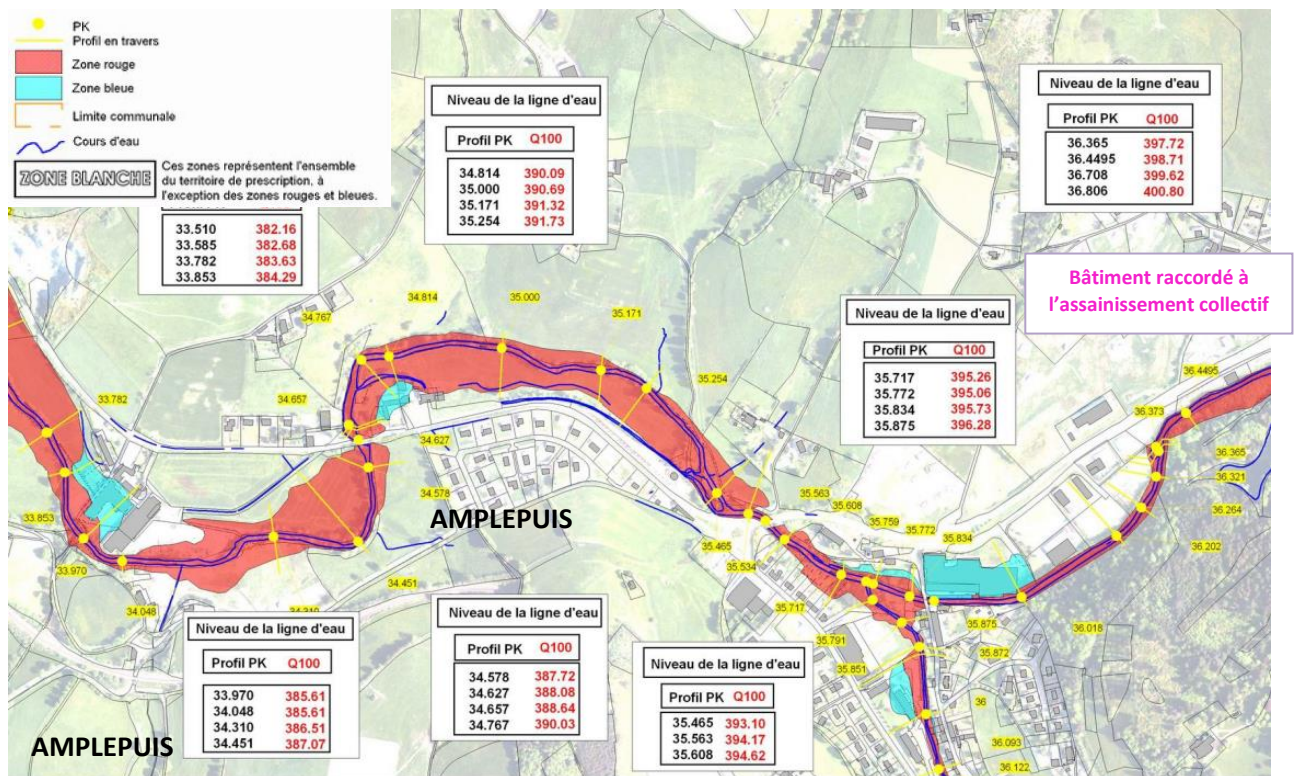 PK
Profil en travers
Zone rouge
Zone bleue
Limite communale
Cours d'eau
ZONE BLANCHE
Ces zones représentent l'ensemble
du territoire de prescription, à
l'exception des zones rouges et bleues.
33.510 382.16
33.585 382.68
33.782 383.63
33.853 384.29
Niveau de la ligne d'eau
Profil PK Q100
34.814 390.09
35.000 390.69
35.171 391.32
35.254 391.73
Niveau de la ligne d'eau
Profil PK Q100
36.365 397.72
36.4495 398.71
36.708 399.62
36.806 400.80
Bâtiment raccordé à
l'assainissement collectif
Niveau de la ligne d'eau
Profil PK Q100
35.717 395.26
35.772 395.06
35.834 395.73
35.875 396.28
34.814
35.000
34.767
35.171
35.254
33.782
34.657
36.4495
36.373
34.627
36.365
34.578
36.321
35.563
35.608
AMPLEPUIS
35.759
35.772
35.834
36.264
33.853
35.465
35.534
36.202
33.970
34.451
34.048
34.310
35.717
35.875
36.018
35.791
35.872
35.851
36
36.093
36.122
Niveau de la ligne d'eau
Profil PK Q100
33.970 385.61
34.048 385.61
34.310 386.51
34.451 387.07
Niveau de la ligne d'eau
Profil PK Q100
34.578 387.72
34.627 388.08
34.657 388.64
34.767 390.03
Niveau de la ligne d'eau
Profil PK Q100
35.465 393.10
35.563 394.17
35.608 394.62
AMPLEPUIS